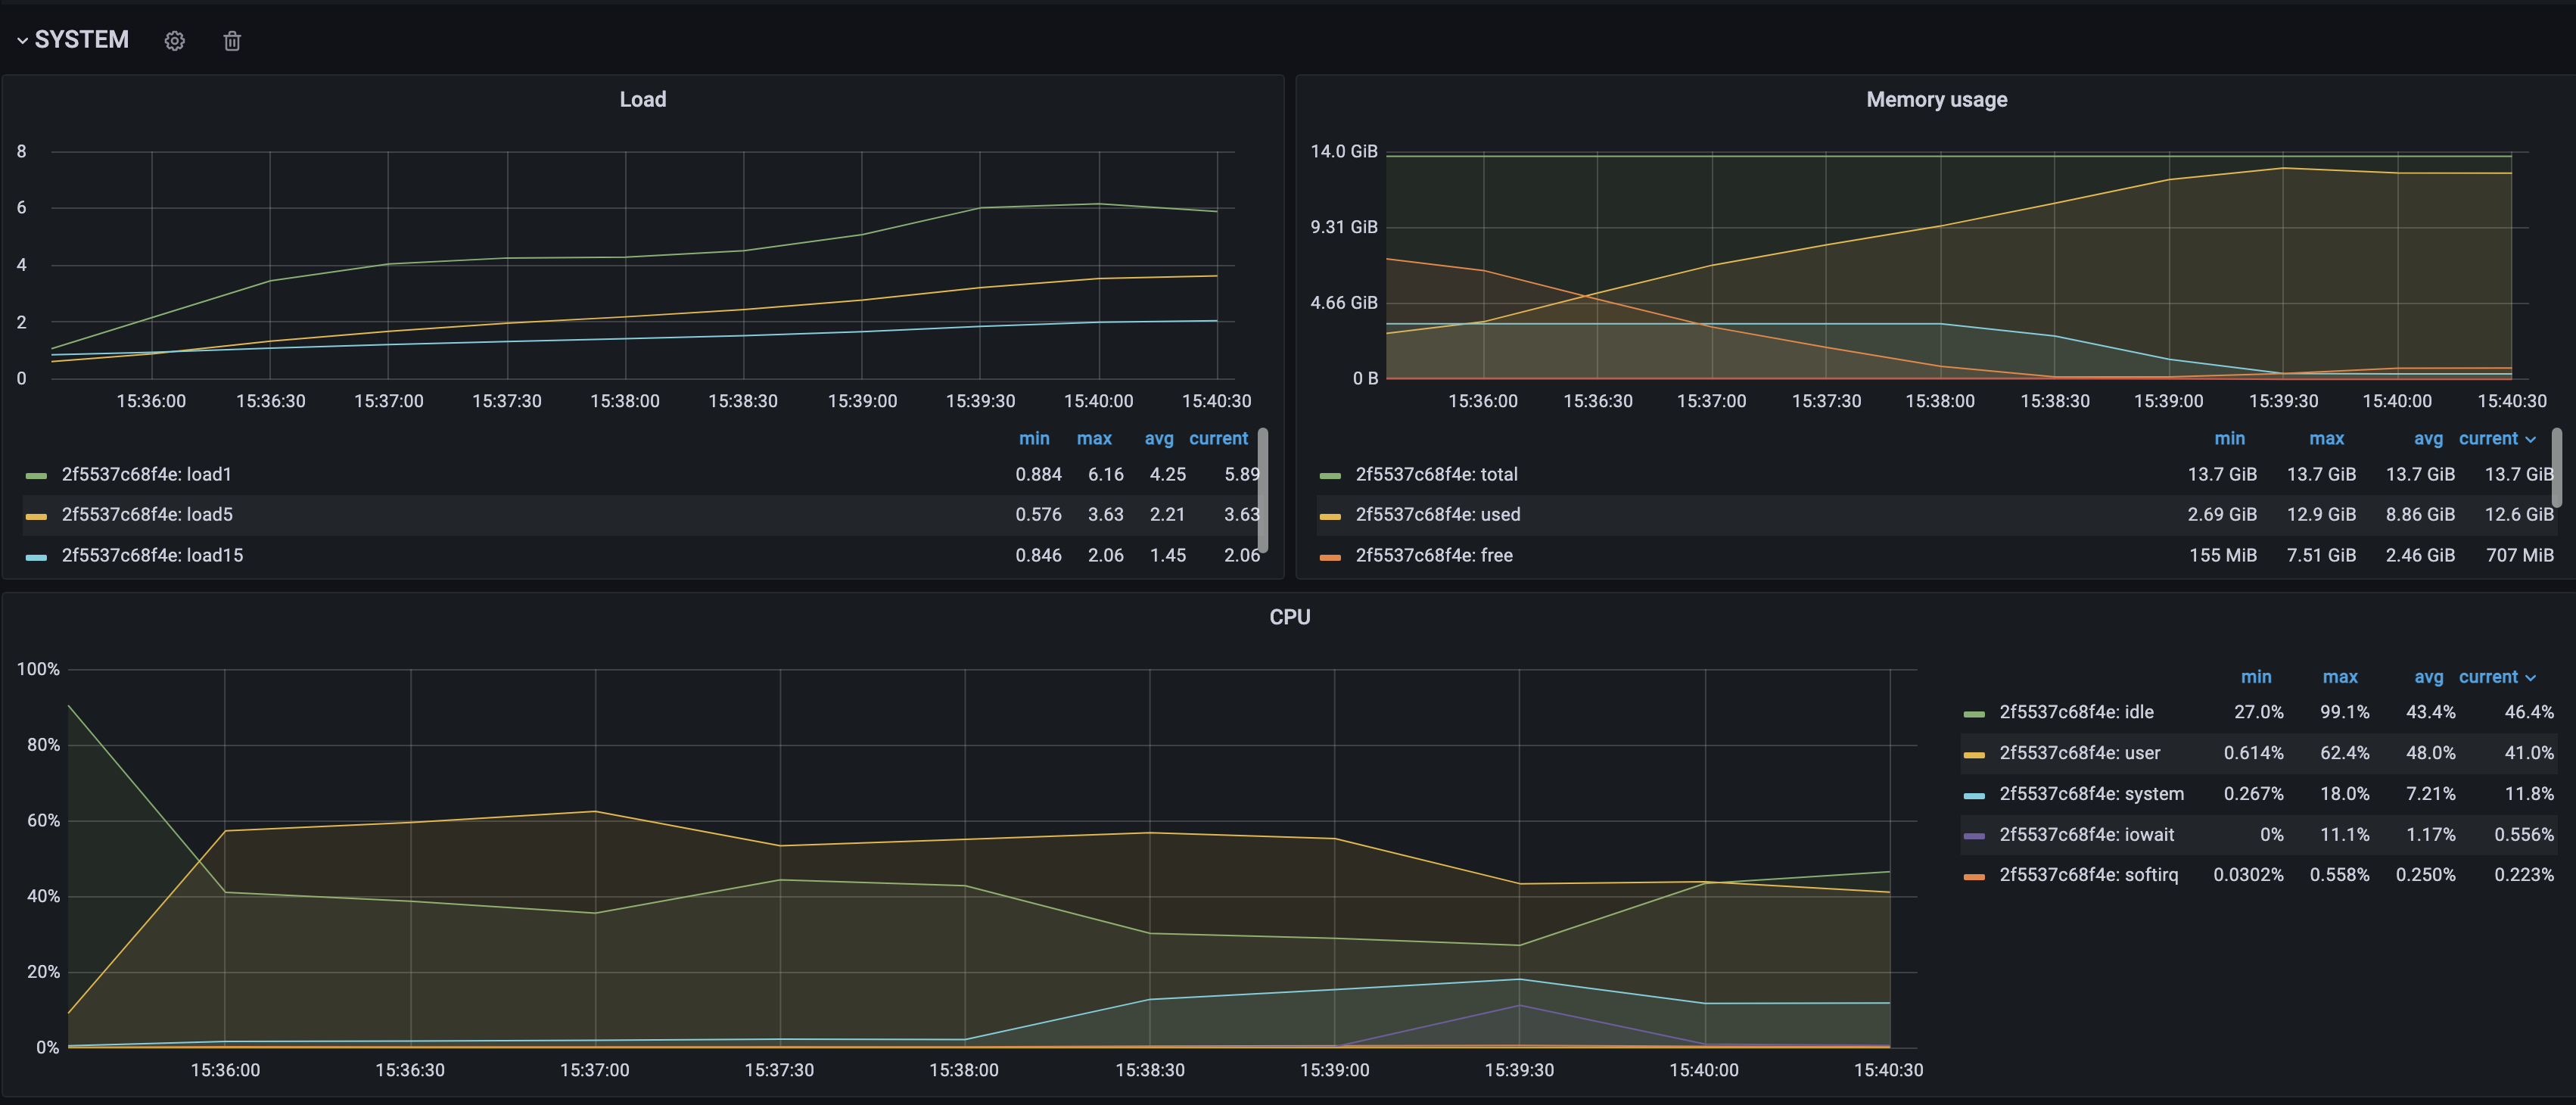 SYSTEM
Load
8
6
4
2
0
15:36:00 15:36:30 15:37:00 15:37:30 15:38:00 15:38:30 15:39:00 15:39:30 15:40:00 15:40:30
min max avg current
2f5537c68f4e: load1 0.884 6.16 4.25 5.89
2f5537c68f4e: load5 0.576 3.63 2.21 3.63
2f5537c68f4e: load15 0.846 2.06 1.45 2.06
Memory usage
14.0 GiB
9.31 GiB
4.66 GiB
0 B
15:36:00 15:36:30 15:37:00 15:37:30 15:38:00 15:38:30 15:39:00 15:39:30 15:40:00 15:40:30
min max avg current
2f5537c68f4e: total 13.7 GiB 13.7 GiB 13.7 GiB 13.7 GiB
2f5537c68f4e: used 2.69 GiB 12.9 GiB 8.86 GiB 12.6 GiB
2f5537c68f4e: free 155 MiB 7.51 GiB 2.46 GiB 707 MiB
CPU
100%
80%
60%
40%
20%
0%
15:36:00 15:36:30 15:37:00 15:37:30 15:38:00 15:38:30 15:39:00 15:39:30 15:40:00 15:40:30
min max avg current
2f5537c68f4e: idle 27.0% 99.1% 43.4% 46.4%
2f5537c68f4e: user 0.614% 62.4% 48.0% 41.0%
2f5537c68f4e: system 0.267% 18.0% 7.21% 11.8%
2f5537c68f4e: iowait 0% 11.1% 1.17% 0.556%
2f5537c68f4e: softirq 0.0302% 0.558% 0.250% 0.223%